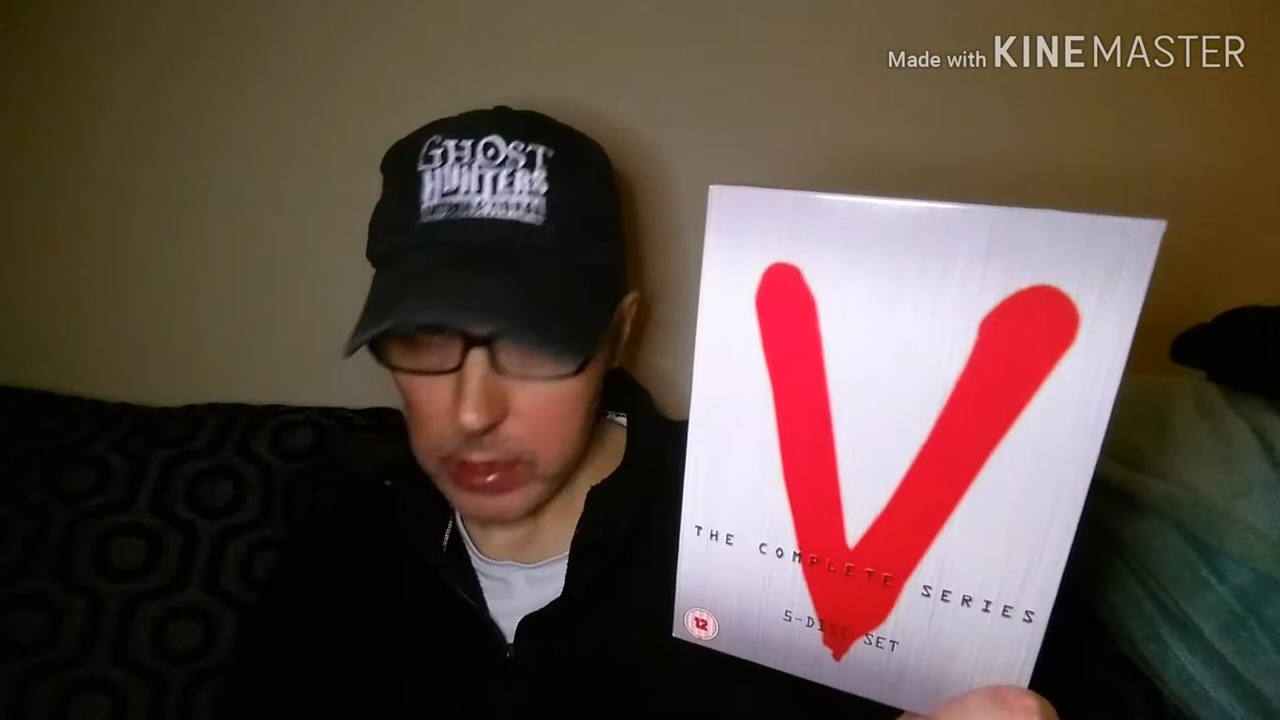 Made with KINEMASTER
GHOST
HUNTERS
V
THE COMPLETE SERIES
5-DISC SET
12